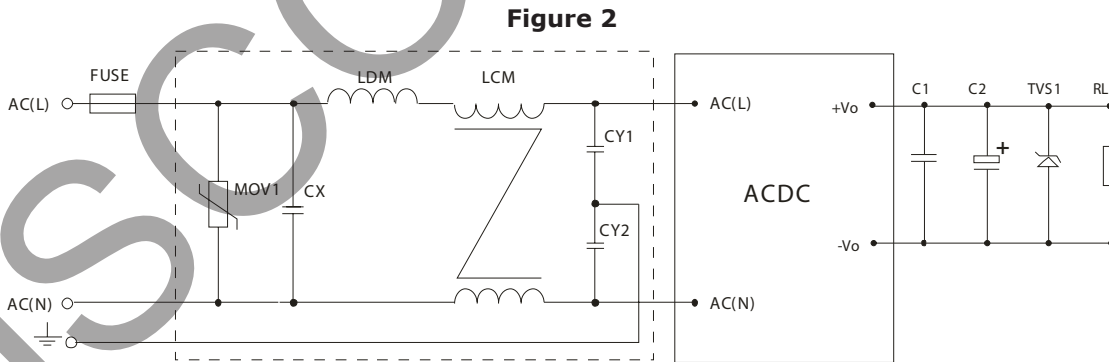 Figure 2
FUSE
LDM
LCM
C1
C2
TVS1
RL
AC(L)
AC(L)
+Vo
CY1
+
MOV1
CX
ACDC
CY2
-Vo
AC(N)
AC(N)